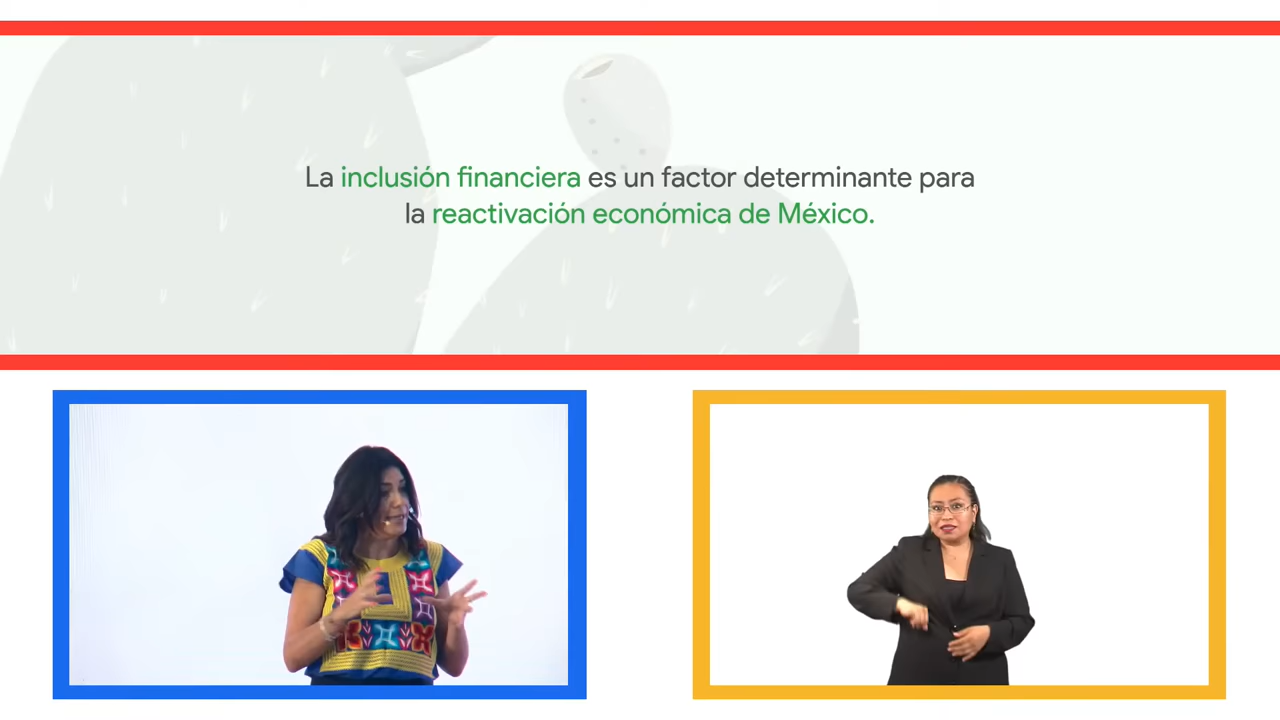 La inclusión financiera es un factor determinante para
la reactivación económica de México.